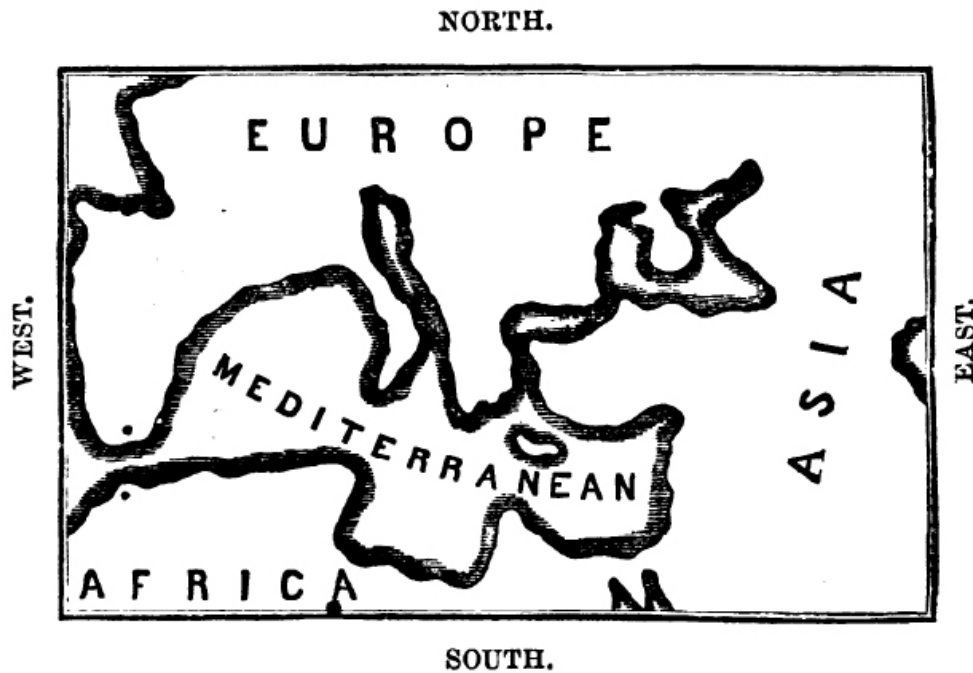 NORTH.
EUROPE
WEST.
MEDITERRANEAN
ASIA
EAST.
AFRICA
SOUTH.